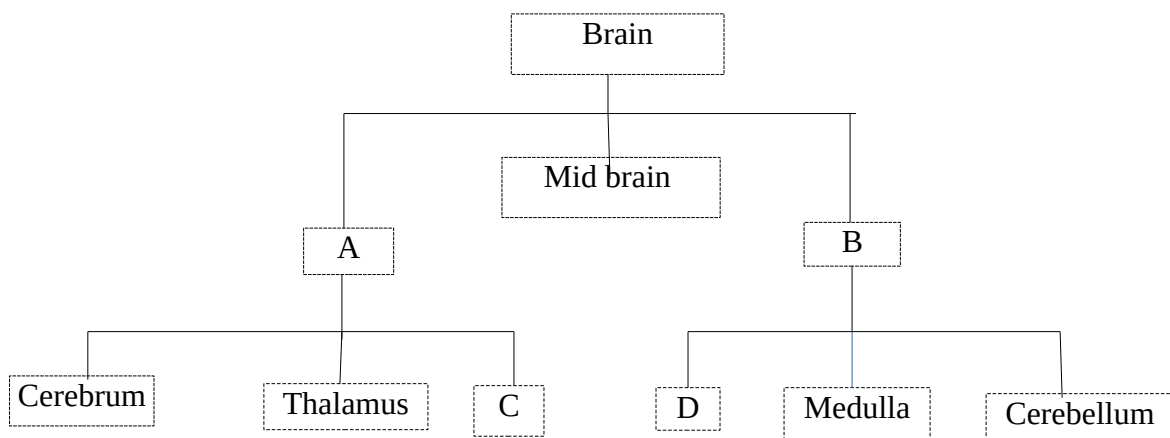 Brain
Mid brain
A
B
Cerebrum
Thalamus
C
D
Medulla
Cerebellum